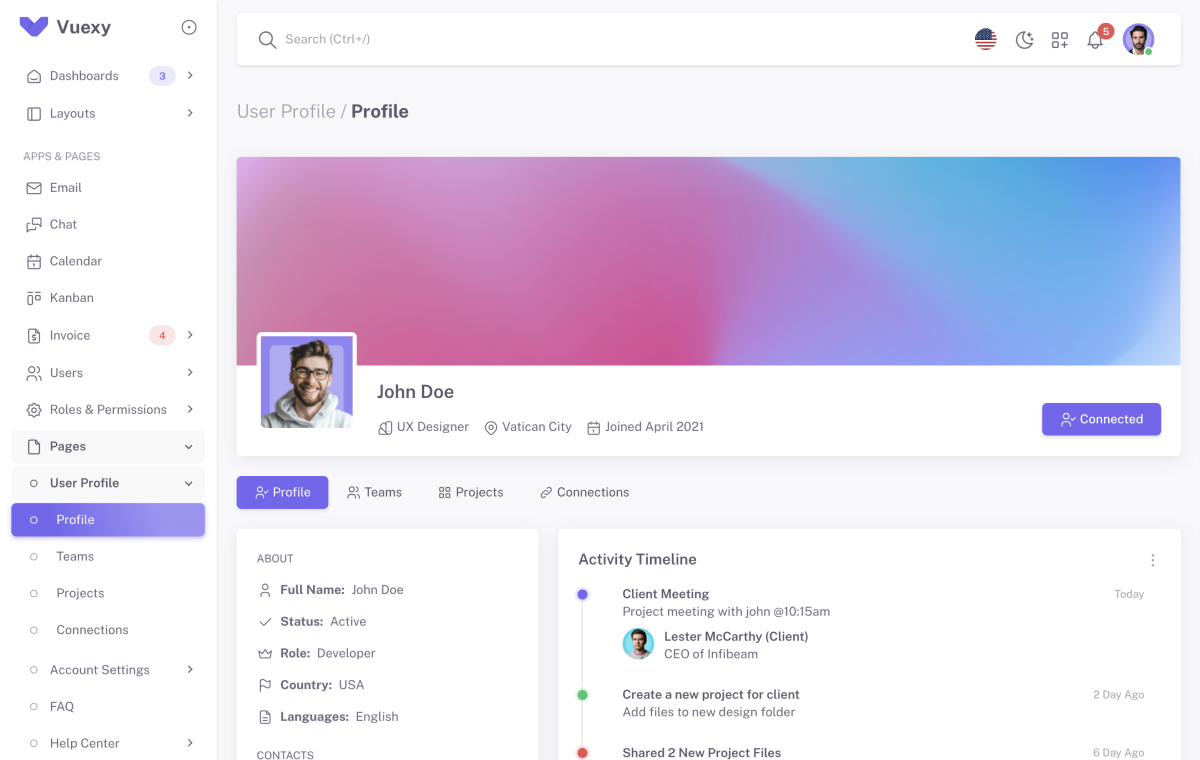 Vuexy
Dashboards 3
Layouts
APPS & PAGES
Email
Chat
Calendar
Kanban
Invoice 4
Users
Roles & Permissions
Pages
User Profile
Profile
Teams
Projects
Connections
Account Settings
FAQ
Help Center
Search (Ctrl+/)
5
User Profile / Profile
John Doe
UX Designer Vatican City Joined April 2021
Connected
Profile Teams Projects Connections
ABOUT
Full Name: John Doe
Status: Active
Role: Developer
Country: USA
Languages: English
CONTACTS
Activity Timeline
Client Meeting Today
Project meeting with john @10:15am
Lester McCarthy (Client)
CEO of Infibeam
Create a new project for client 2 Day Ago
Add files to new design folder
Shared 2 New Project Files 6 Day Ago